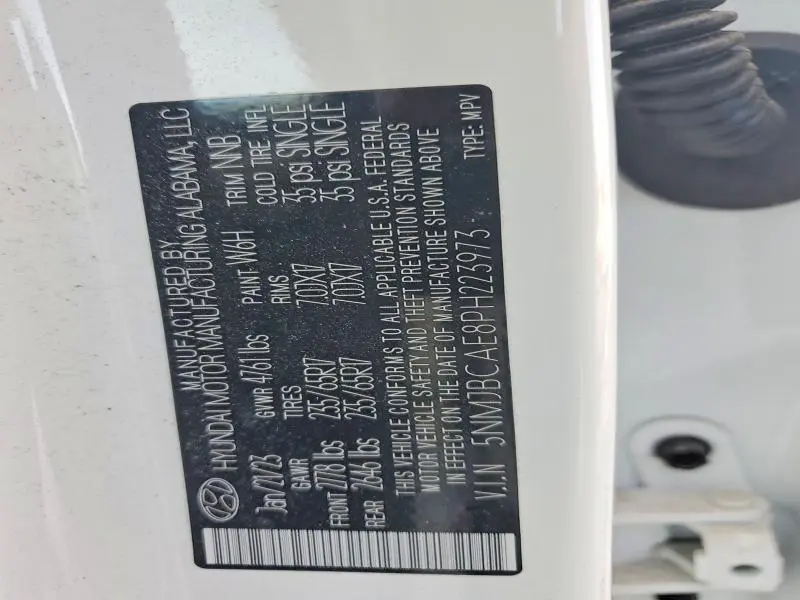 MANUFACTURED BY
HYUNDAI MOTOR MANUFACTURING ALABAMA, LLC
Jan/21/23 GVWR 4761 lbs PAINT: W6H TRIM NNB
GAWR TIRES RIMS COLD TIRE. INFL
FRONT 2778 lbs 235/65R17 7.0JX17 35 psi SINGLE
REAR 2646 lbs 235/65R17 7.0JX17 35 psi SINGLE
THIS VEHICLE CONFORMS TO ALL APPLICABLE U.S.A. FEDERAL
MOTOR VEHICLE SAFETY AND THEFT PREVENTION STANDARDS
IN EFFECT ON THE DATE OF MANUFACTURE SHOWN ABOVE
V.I.N 5NMJBCAE8PH223973 TYPE: MPV